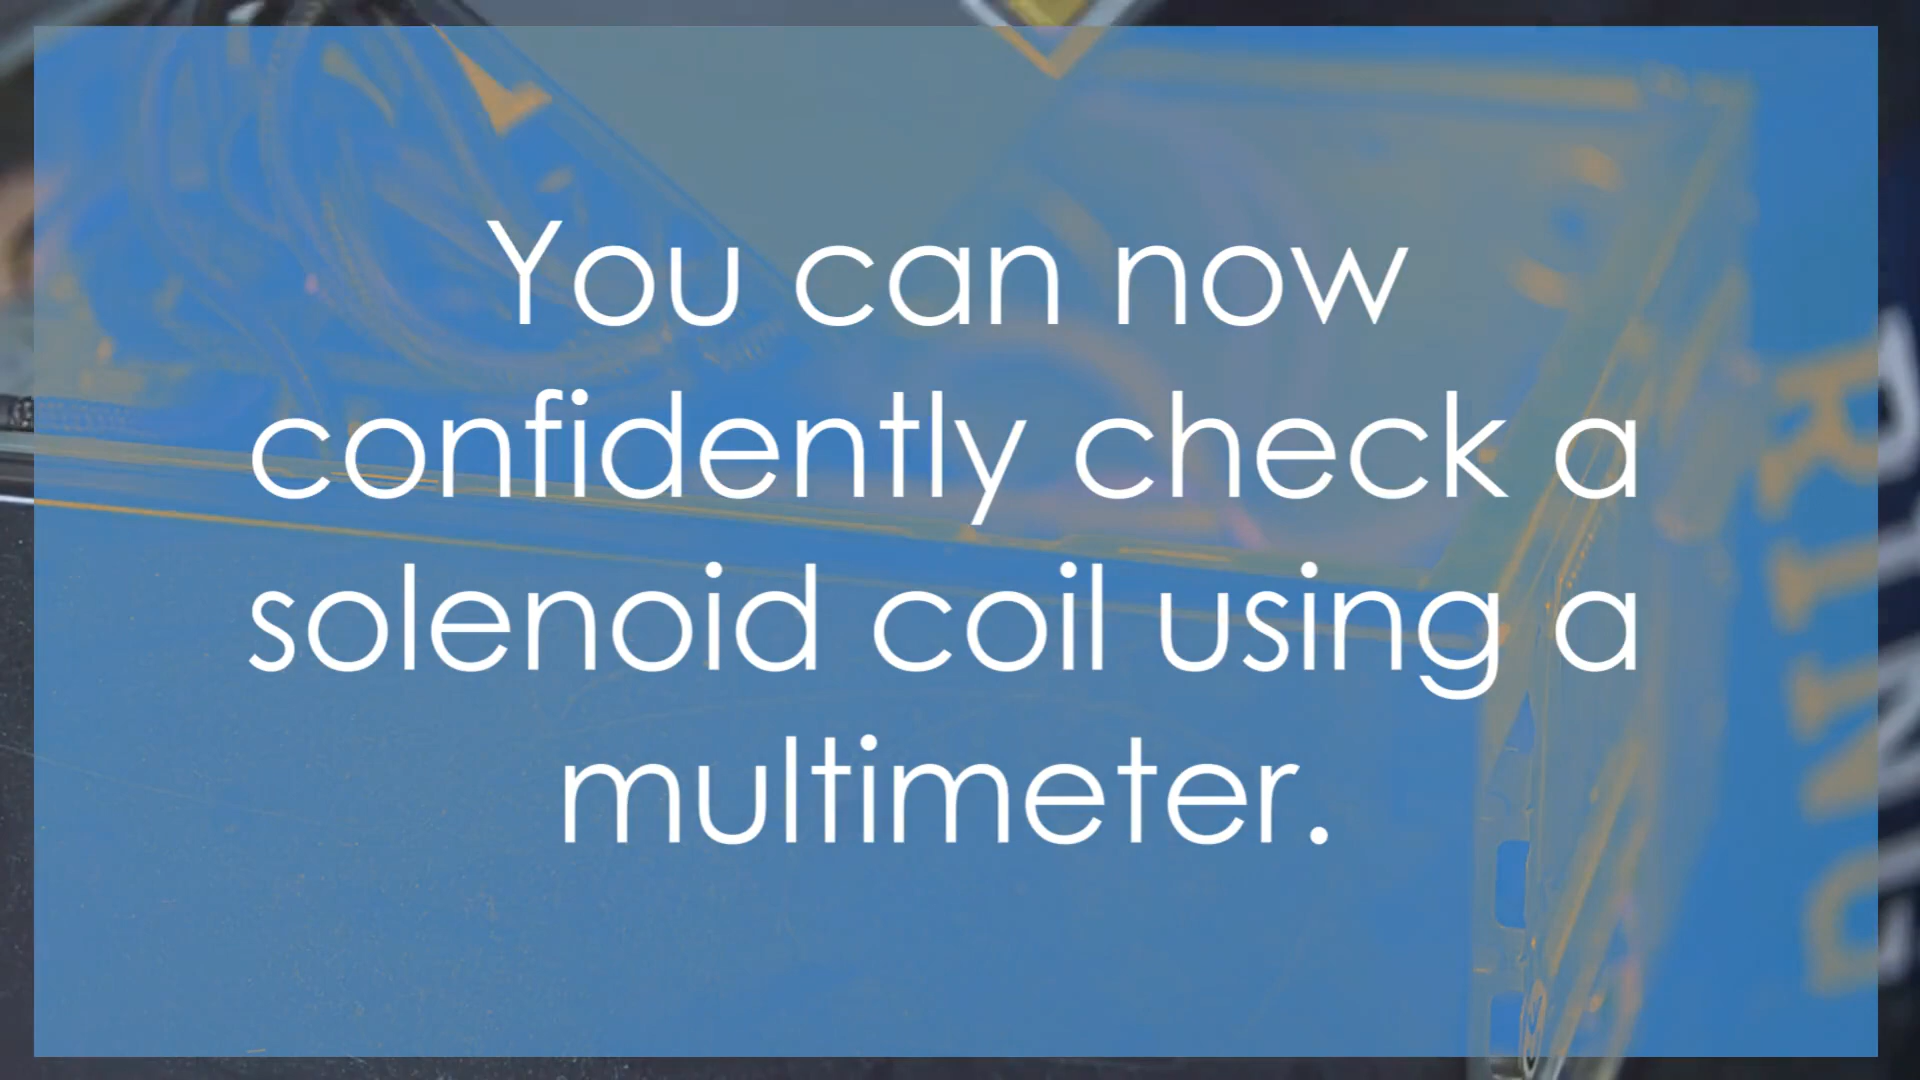 You can now
confidently check a
solenoid coil using a
multimeter.